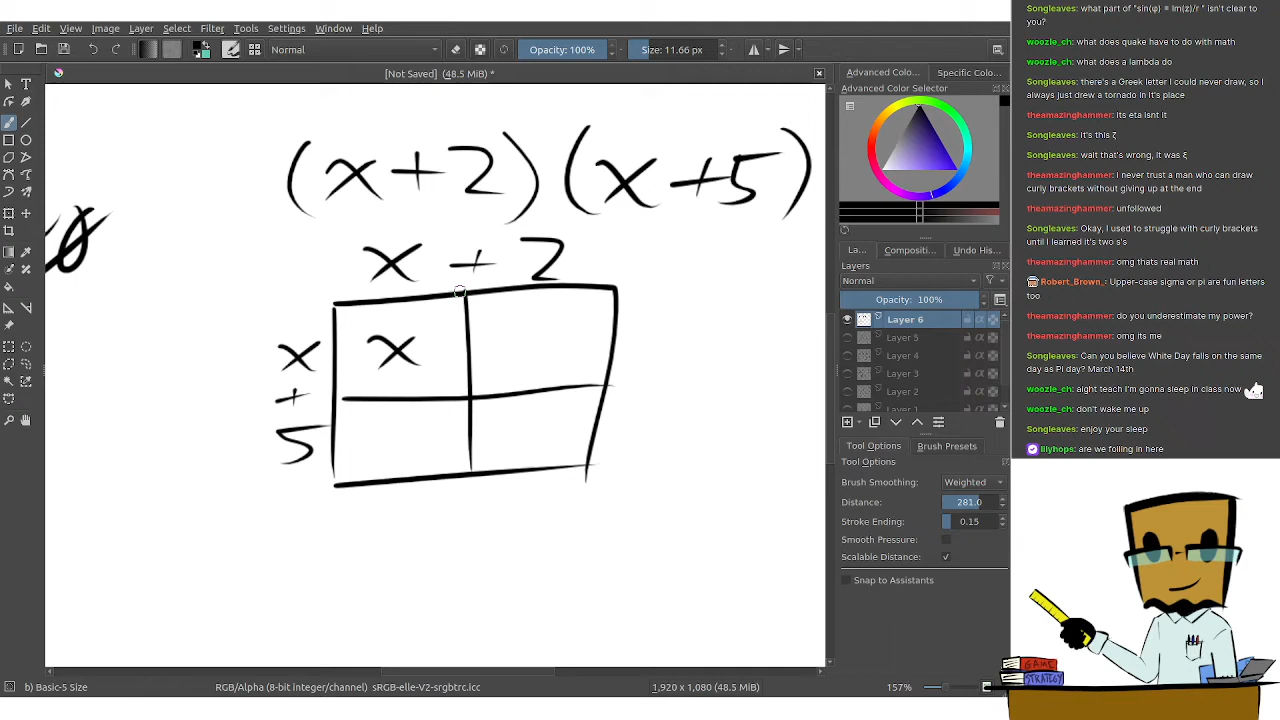 File Edit View Image Layer Select Filter Tools Settings Window Help
Normal
Opacity: 100%
Size: 11.66 px
[Not Saved] (48.5 MiB) *
(x+2)(x+5)
x + 2
x
x
+
5
b) Basic-5 Size
RGB/Alpha (8-bit integer/channel) sRGB-elle-V2-srgbtrc.icc
1,920 x 1,080 (48.5 MiB)
157%
Advanced Colo...
Specific Colo...
Advanced Color Selector
La...
Compositi...
Undo His...
Layers
Normal
Opacity: 100%
Layer 6
Layer 5
Layer 4
Layer 3
Layer 2
Layer 1
Tool Options
Brush Presets
Tool Options
Brush Smoothing: Weighted
Distance: 281.0
Stroke Ending: 0.15
Smooth Pressure:
Scalable Distance:
Snap to Assistants
Songleaves: what part of "sin(φ) = Im(z)/r " isn't clear to
you?
woozle_ch: what does quake have to do with math
woozle_ch: what does a lambda do
Songleaves: there's a Greek letter I could never draw, so I
always just drew a tornado in it's place
theamazinghammer: its eta isnt it
Songleaves: It's this ζ
Songleaves: wait that's wrong, it was ξ
theamazinghammer: I never trust a man who can draw
curly brackets without giving up at the end
theamazinghammer: unfollowed
Songleaves: Okay, I used to struggle with curly brackets
until I learned it's two s's
theamazinghammer: omg thats real math
Robert_Brown_: Upper-case sigma or pi are fun letters
too
theamazinghammer: do you underestimate my power?
theamazinghammer: omg its me
Songleaves: Can you believe White Day falls on the same
day as Pi day? March 14th
woozle_ch: aight teach I'm gonna sleep in class now
woozle_ch: don't wake me up
Songleaves: enjoy your sleep
lilyhops: are we foiling in here
GAME
STRATEGY